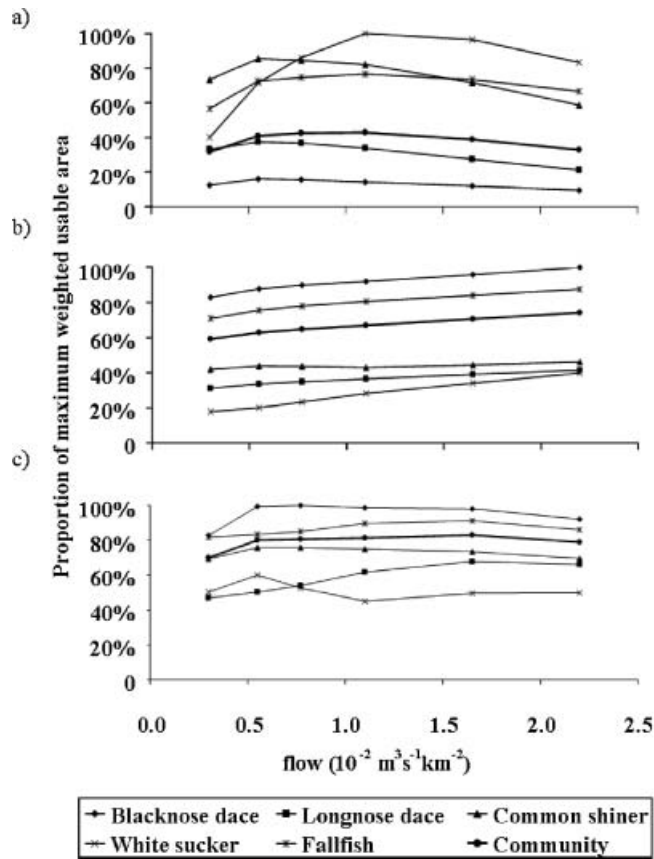 a)
100%
80%
60%
40%
20%
0
b)
100%
80%
60%
40%
20%
0
c)
100%
80%
60%
40%
20%
0
Proportion of maximum weighted usable area
0.0 0.5 1.0 1.5 2.0 2.5
flow (10⁻² m³s⁻¹km⁻²)
Blacknose dace Longnose dace Common shiner
White sucker Fallfish Community